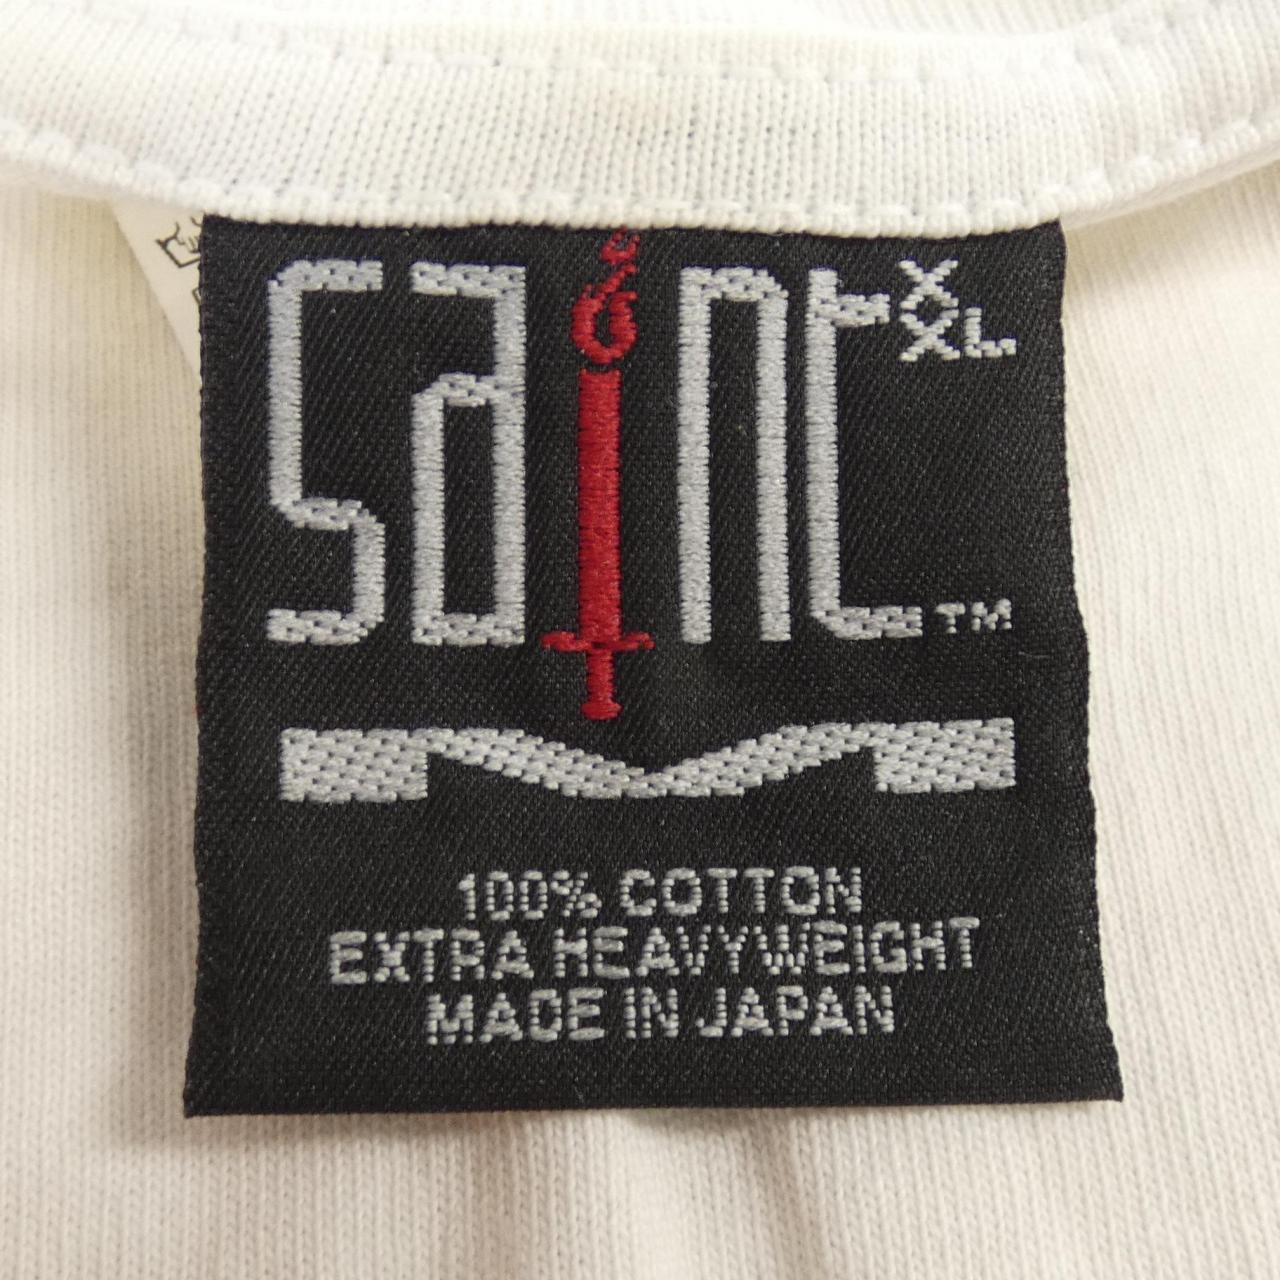 saint XXL
TM
100% COTTON
EXTRA HEAVYWEIGHT
MADE IN JAPAN